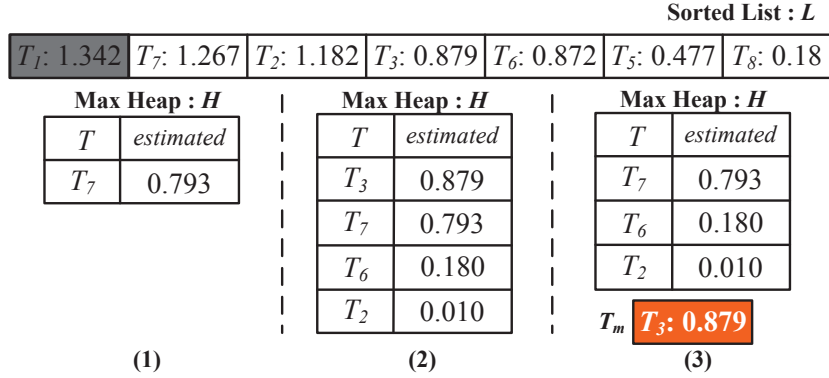 Sorted List : L
T1: 1.342 T7: 1.267 T2: 1.182 T3: 0.879 T6: 0.872 T5: 0.477 T8: 0.18
Max Heap : H
T estimated
T7 0.793
(1)
Max Heap : H
T estimated
T3 0.879
T7 0.793
T6 0.180
T2 0.010
(2)
Max Heap : H
T estimated
T7 0.793
T6 0.180
T2 0.010
Tm T3: 0.879
(3)